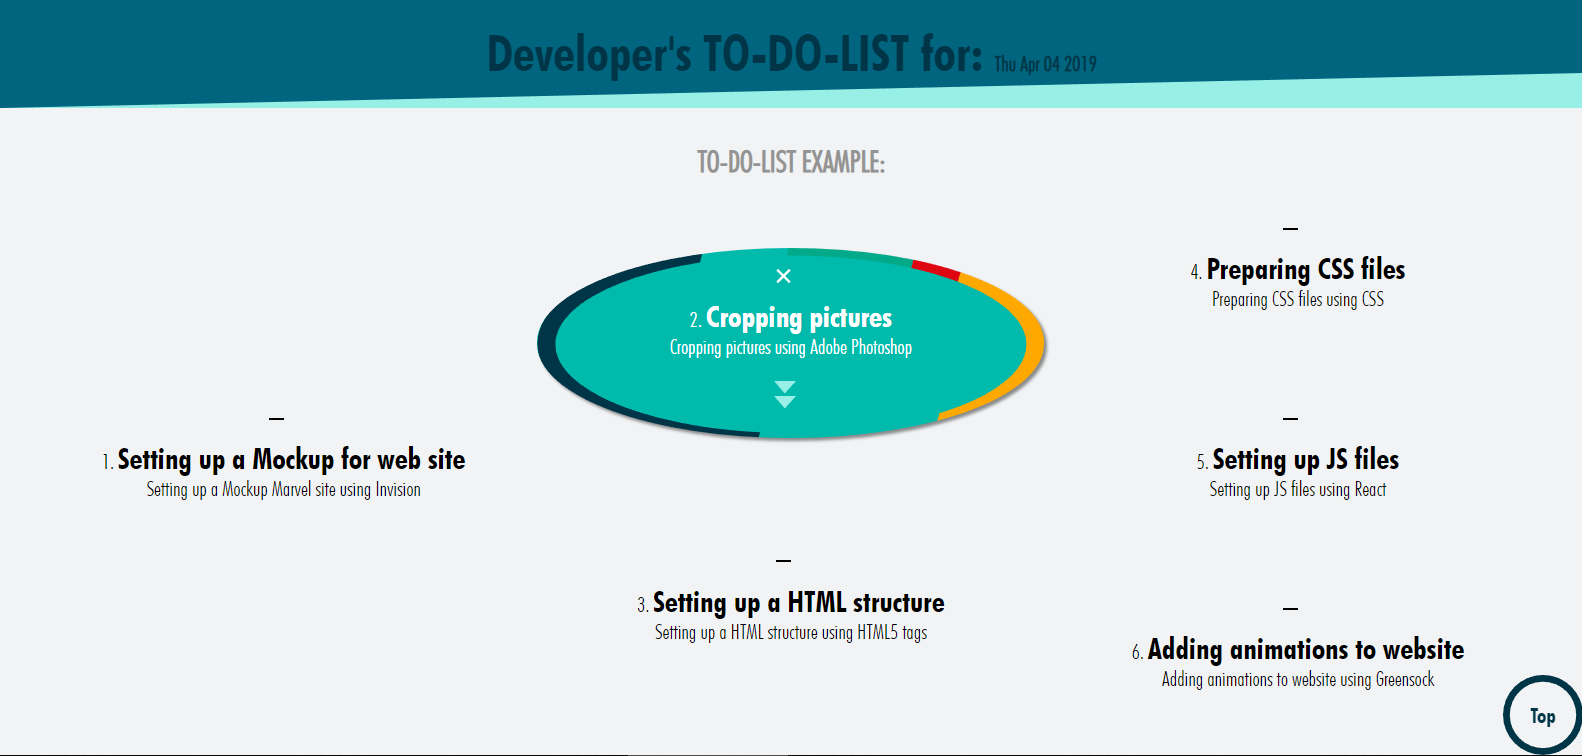 Developer's TO-DO-LIST for: Thu Apr 04 2019
TO-DO-LIST EXAMPLE:
1. Setting up a Mockup for web site
Setting up a Mockup Marvel site using Invision
2. Cropping pictures
Cropping pictures using Adobe Photoshop
3. Setting up a HTML structure
Setting up a HTML structure using HTML5 tags
4. Preparing CSS files
Preparing CSS files using CSS
5. Setting up JS files
Setting up JS files using React
6. Adding animations to website
Adding animations to website using Greensock
Top